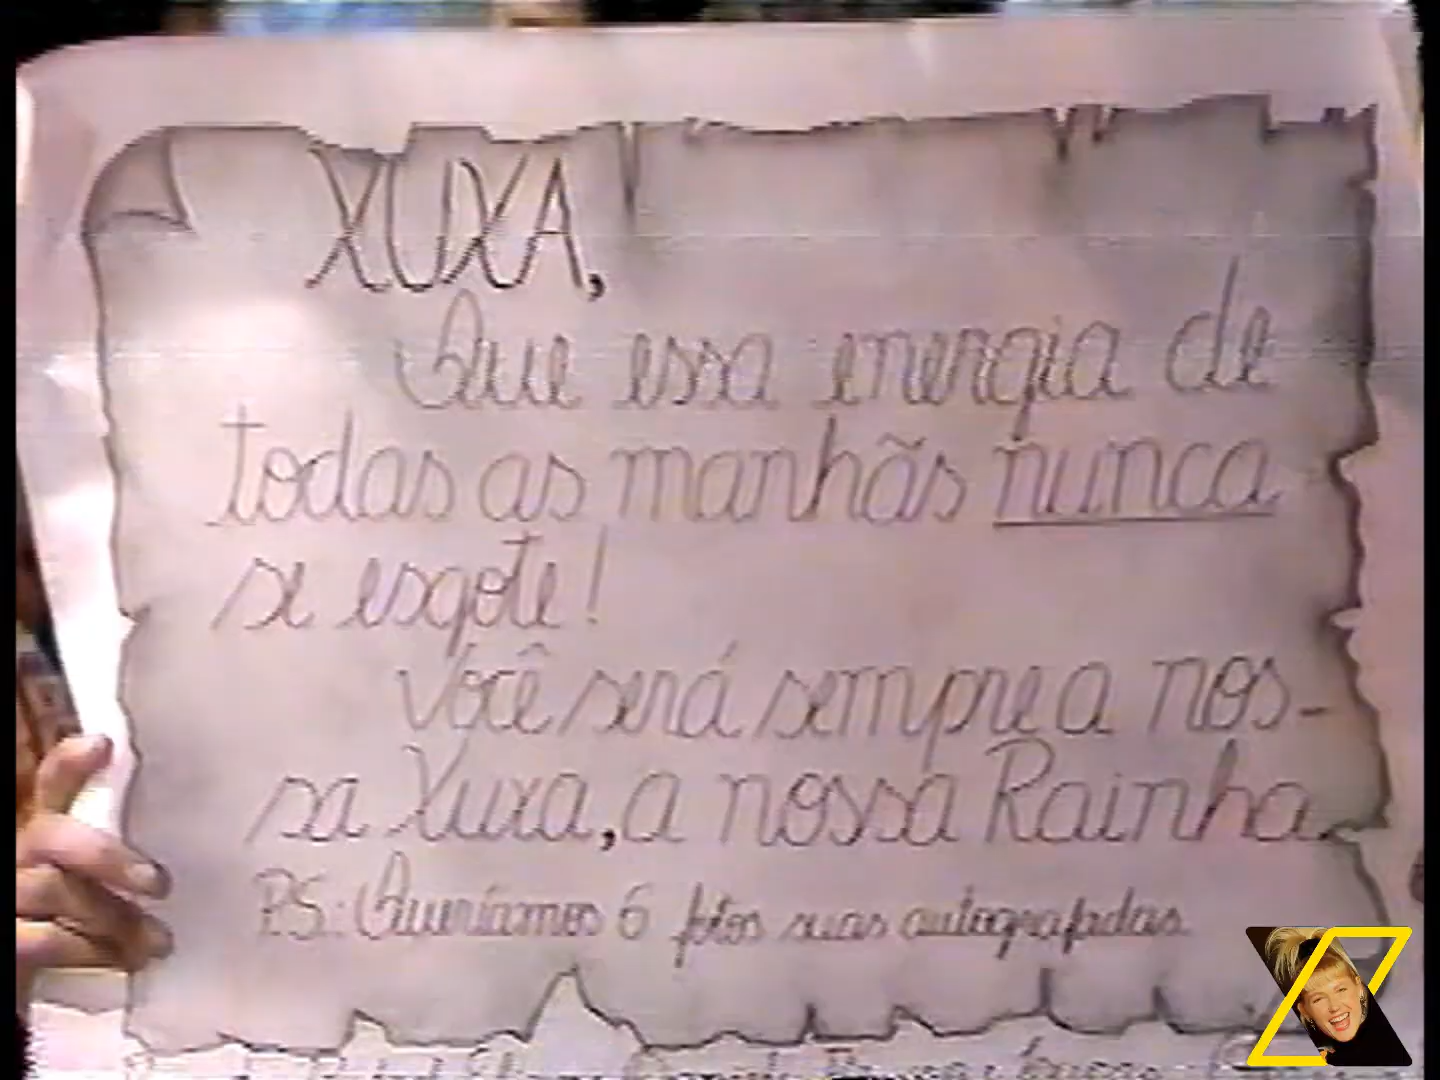 XUXA,
Que essa energia de
todas as manhãs nunca
se esgote!
Você será sempre a nos-
sa Xuxa, a nossa Rainha.
P.S.: Queríamos 6 fotos suas autografadas